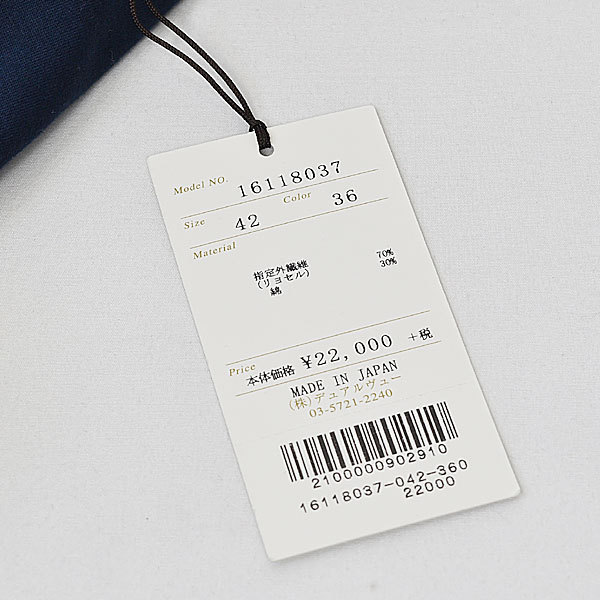 Model NO. 16118037
Size 42 Color 36
Material
指定外繊維 70%
(リヨセル) 30%
綿
Price
本体価格 ¥22,000 +税
MADE IN JAPAN
(株)デュアルヴュー
03-5721-2240
2100000902910
16118037-042-360
22000